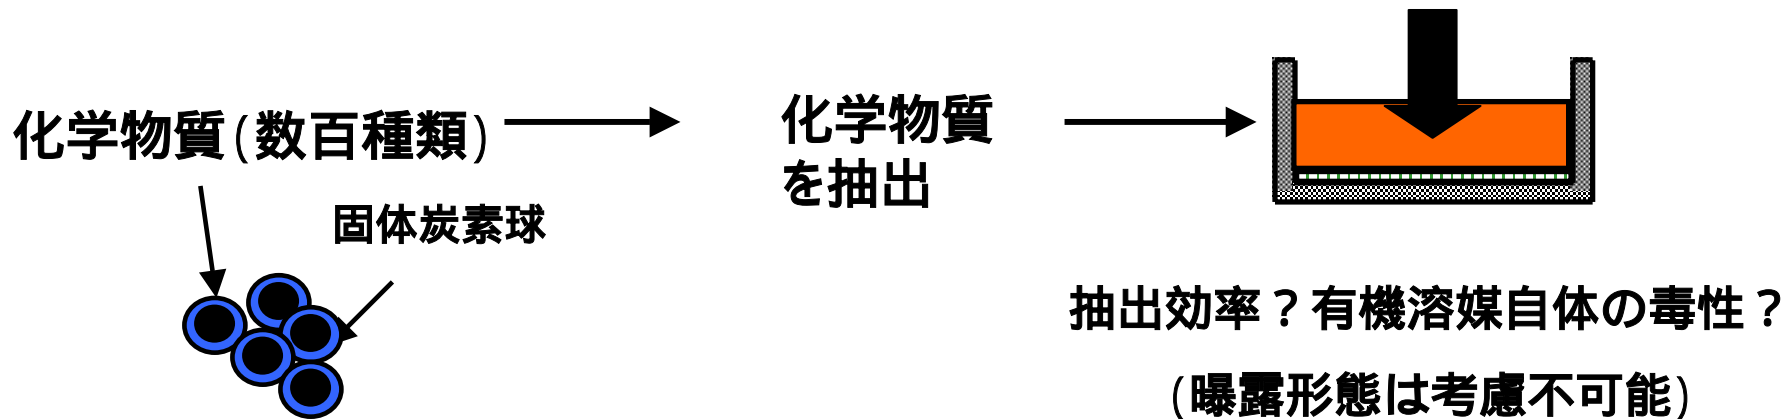 化学物質(数百種類)
固体炭素球
化学物質
を抽出
抽出効率？有機溶媒自体の毒性？
(曝露形態は考慮不可能)